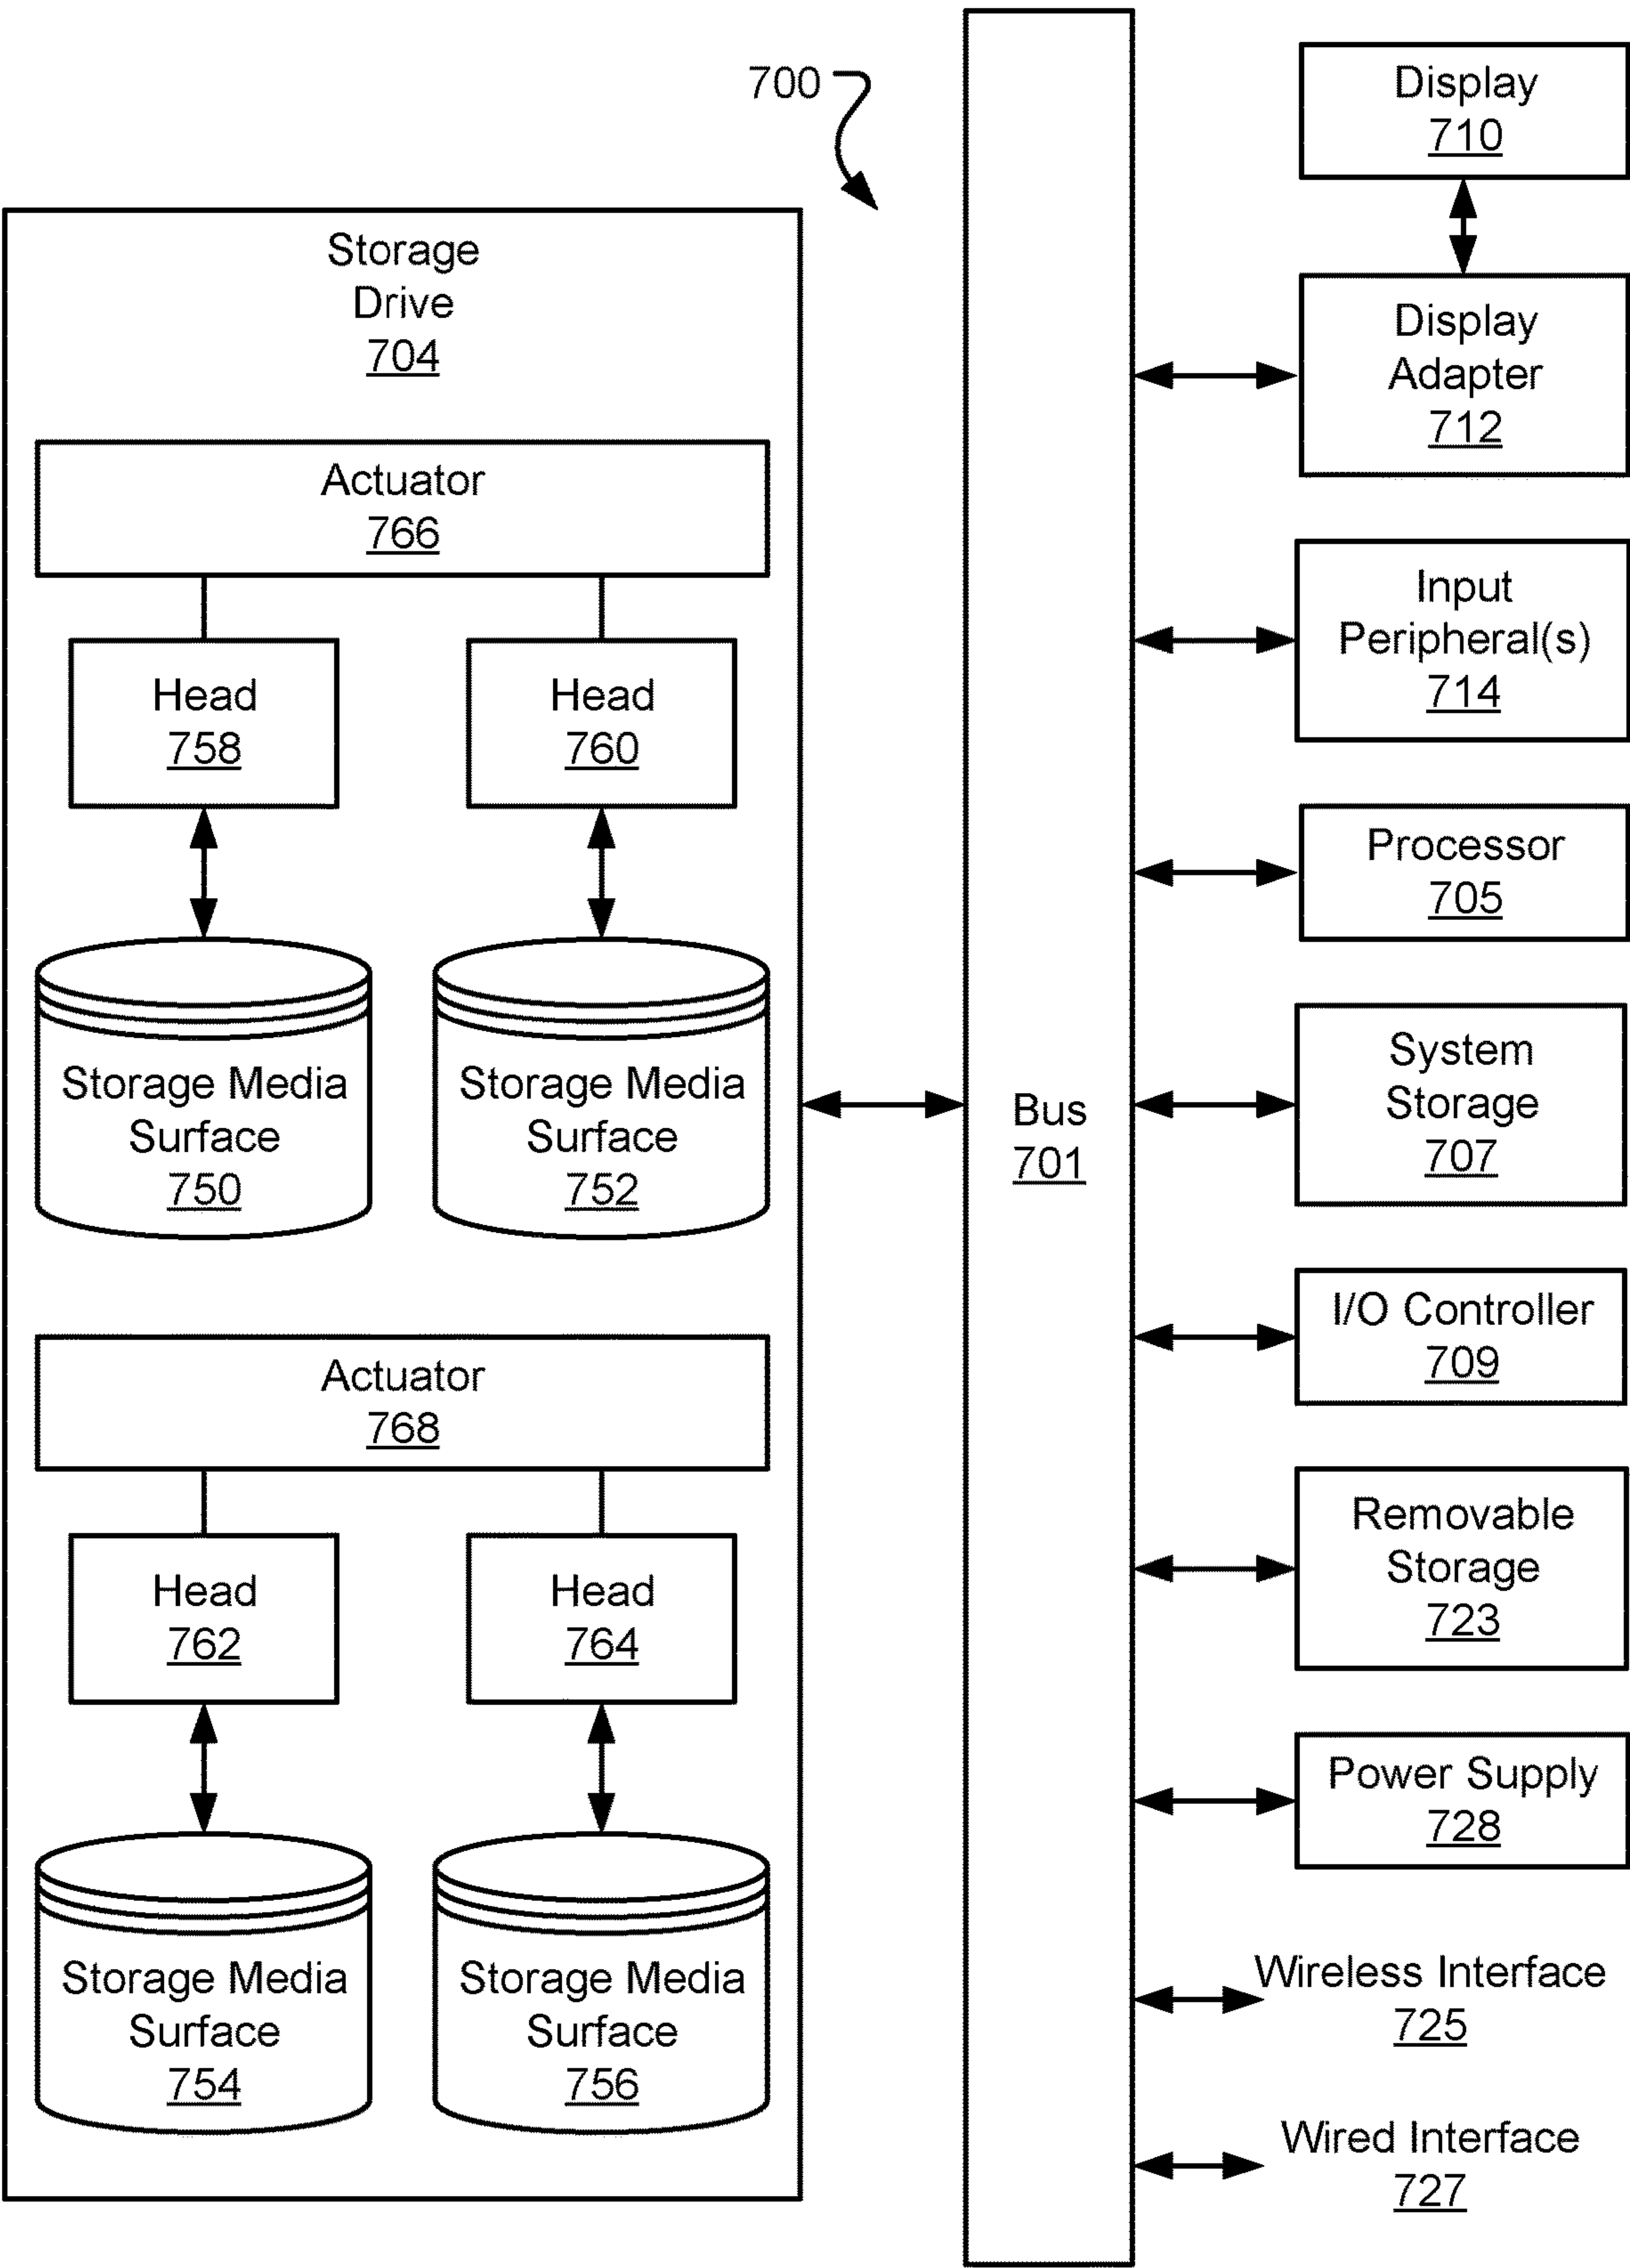 700
Storage
Drive
704
Actuator
766
Head
758
Head
760
Storage Media
Surface
750
Storage Media
Surface
752
Actuator
768
Head
762
Head
764
Storage Media
Surface
754
Storage Media
Surface
756
Bus
701
Display
710
Display
Adapter
712
Input
Peripheral(s)
714
Processor
705
System
Storage
707
I/O Controller
709
Removable
Storage
723
Power Supply
728
Wireless Interface
725
Wired Interface
727